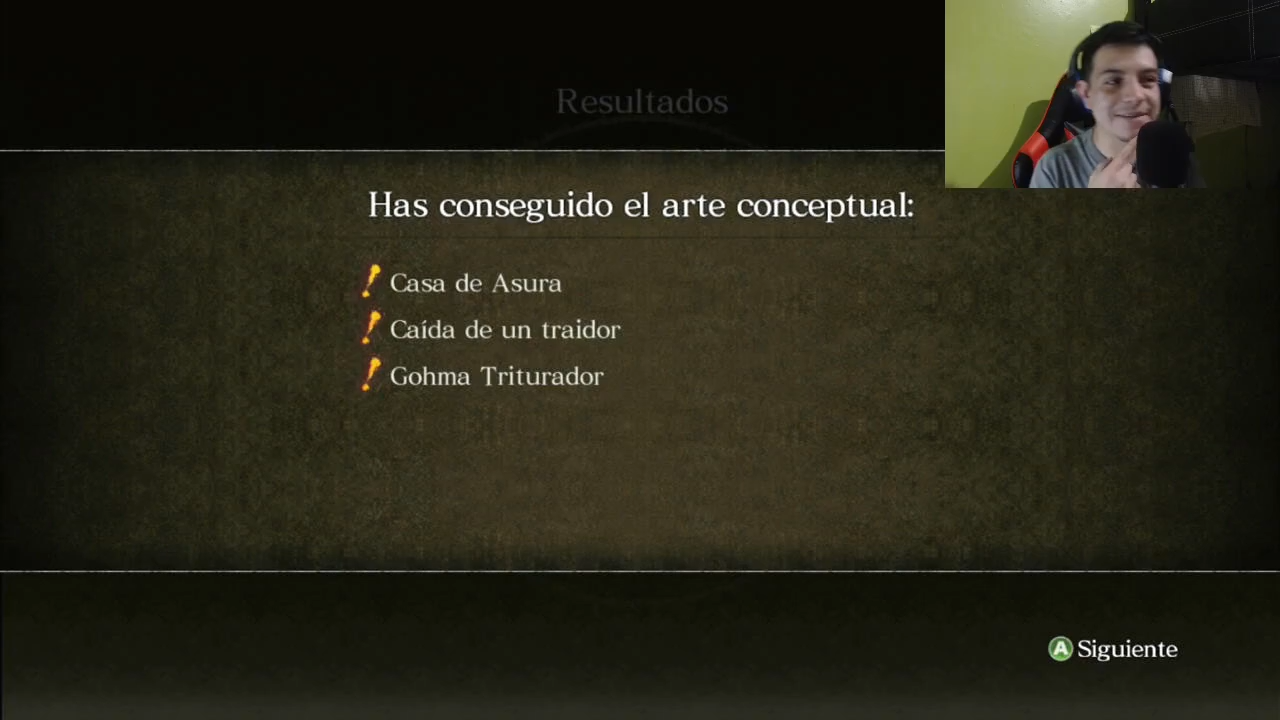 Resultados
Has conseguido el arte conceptual:
! Casa de Asura
! Caída de un traidor
! Gohma Triturador
A Siguiente